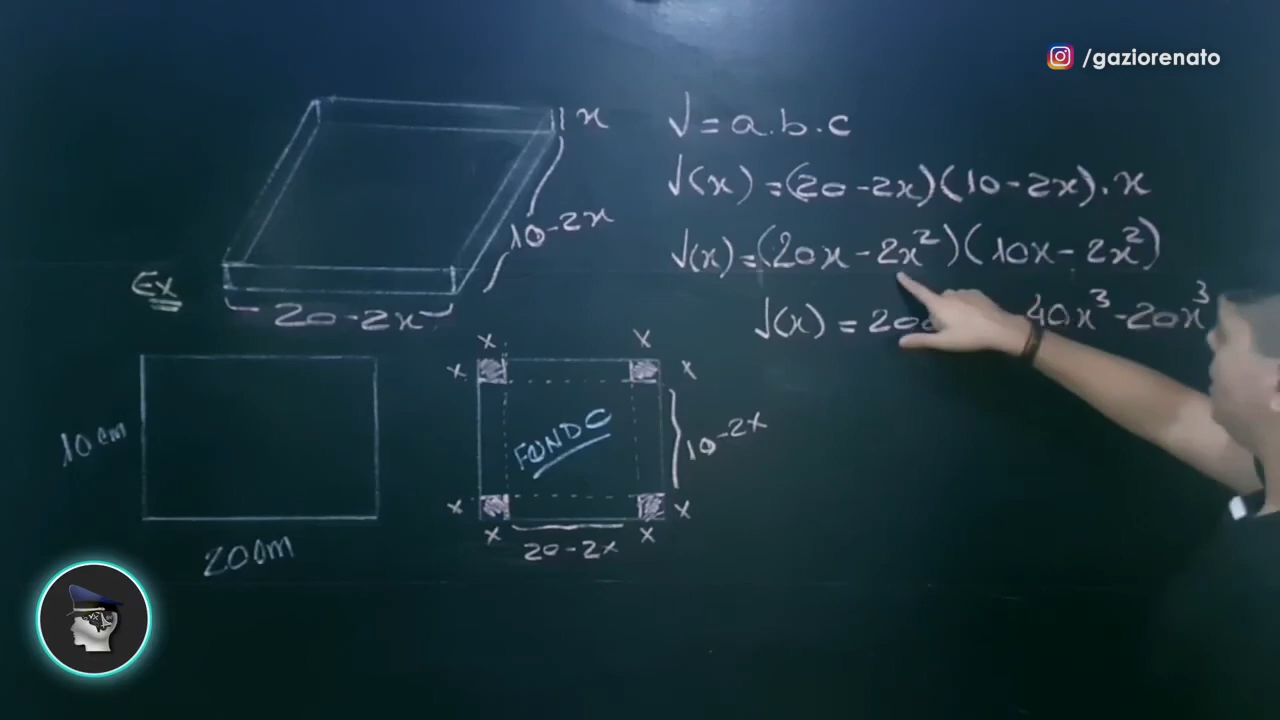 /gaziorenato
V = a.b.c
V(x) = (20-2x)(10-2x).x
V(x) = (20x-2x²)(10x-2x²)
V(x) = 20 40x³-20x³
x
10-2x
Ex
20-2x
10cm
20cm
x x
x x
FUNDO
10-2x
x x
x x
20-2x